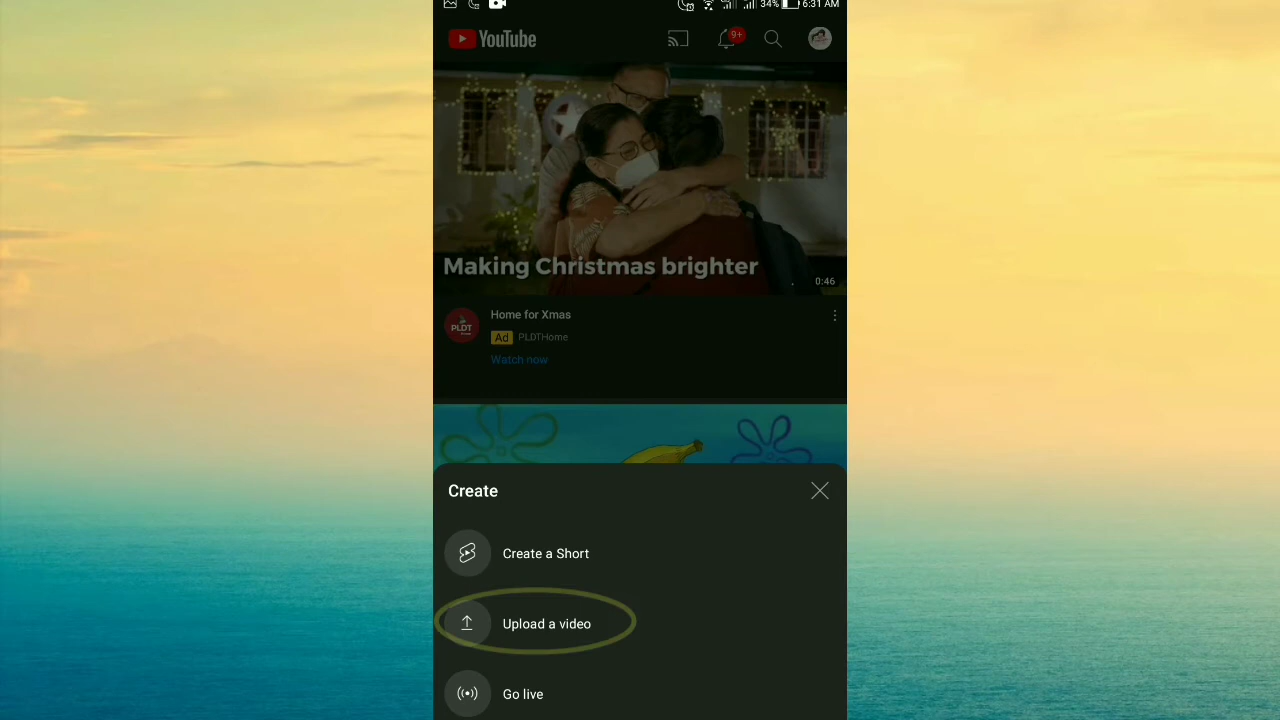 34% 6:31 AM
YouTube
9+
Making Christmas brighter
0:46
PLDT
Home for Xmas
Ad PLDTHome
Watch now
Create
Create a Short
Upload a video
Go live